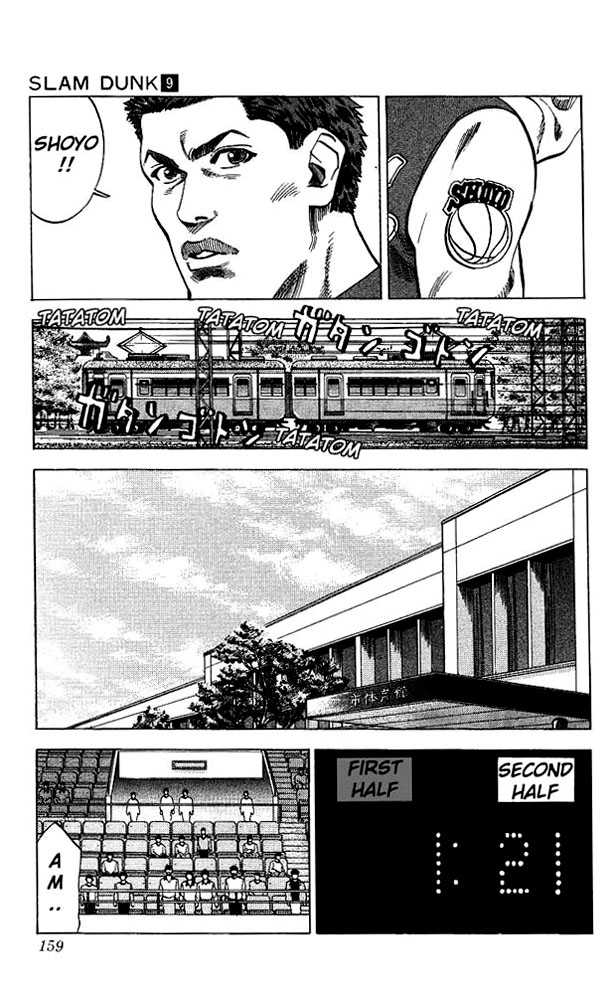 SLAM DUNK 9
SHOYO
!!
SHOYO
TATATOM
TATATOM
ガタン
ゴトン
TATATOM
ガタン
ゴトン
TATATOM
市体育館
FIRST
HALF
SECOND
HALF
1:21
AM..
159